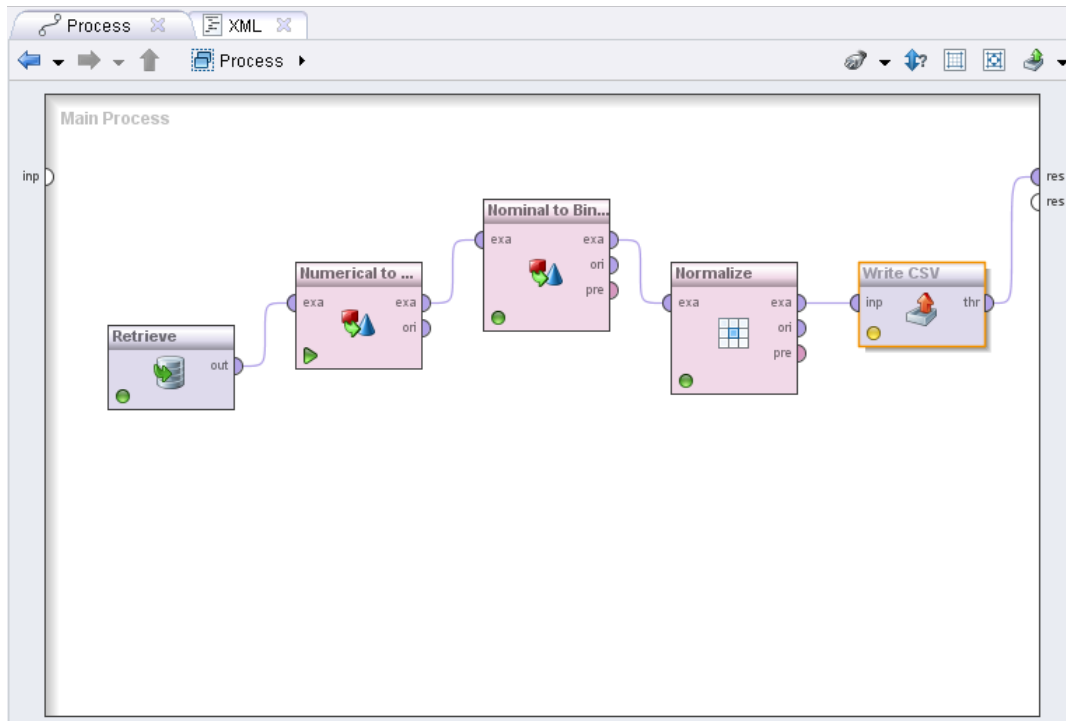 Process
XML
Process
Main Process
inp
res
res
Nominal to Bin...
exa
exa
ori
pre
Numerical to ...
exa
exa
ori
Normalize
exa
exa
ori
pre
Write CSV
inp
thr
Retrieve
out